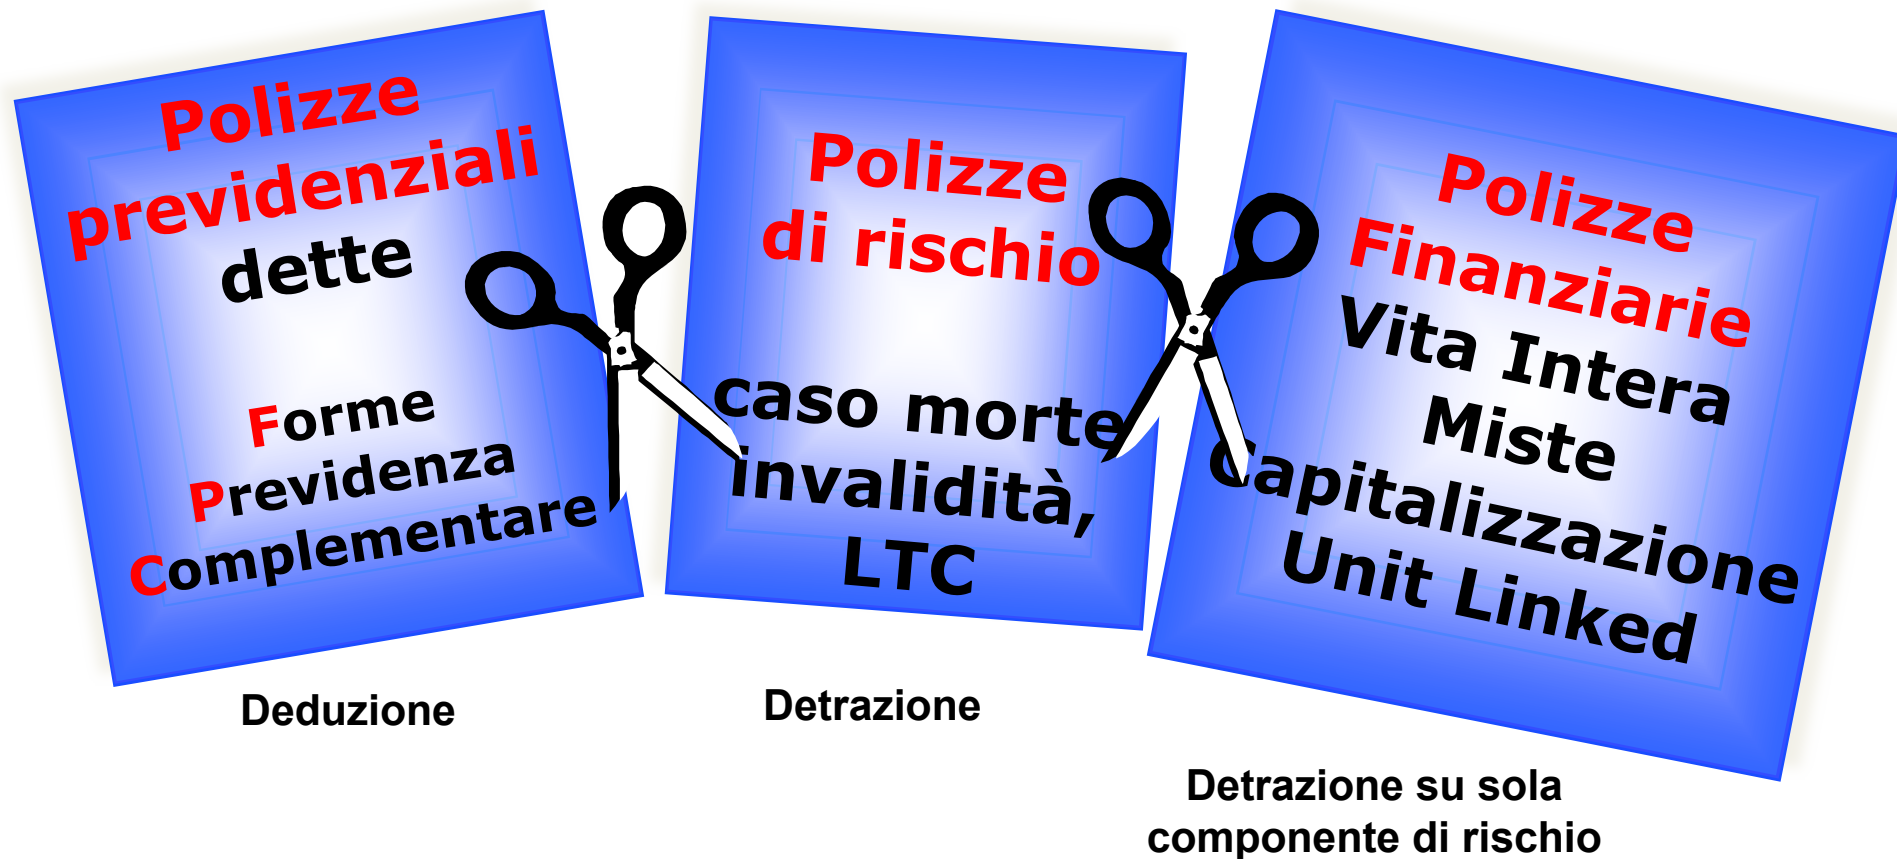 Polizze
previdenziali
dette
Forme
Previdenza
Complementare
Deduzione
Polizze
di rischio
caso morte
invalidità,
LTC
Detrazione
Polizze
Finanziarie
Vita Intera
Miste
Capitalizzazione
Unit Linked
Detrazione su sola
componente di rischio